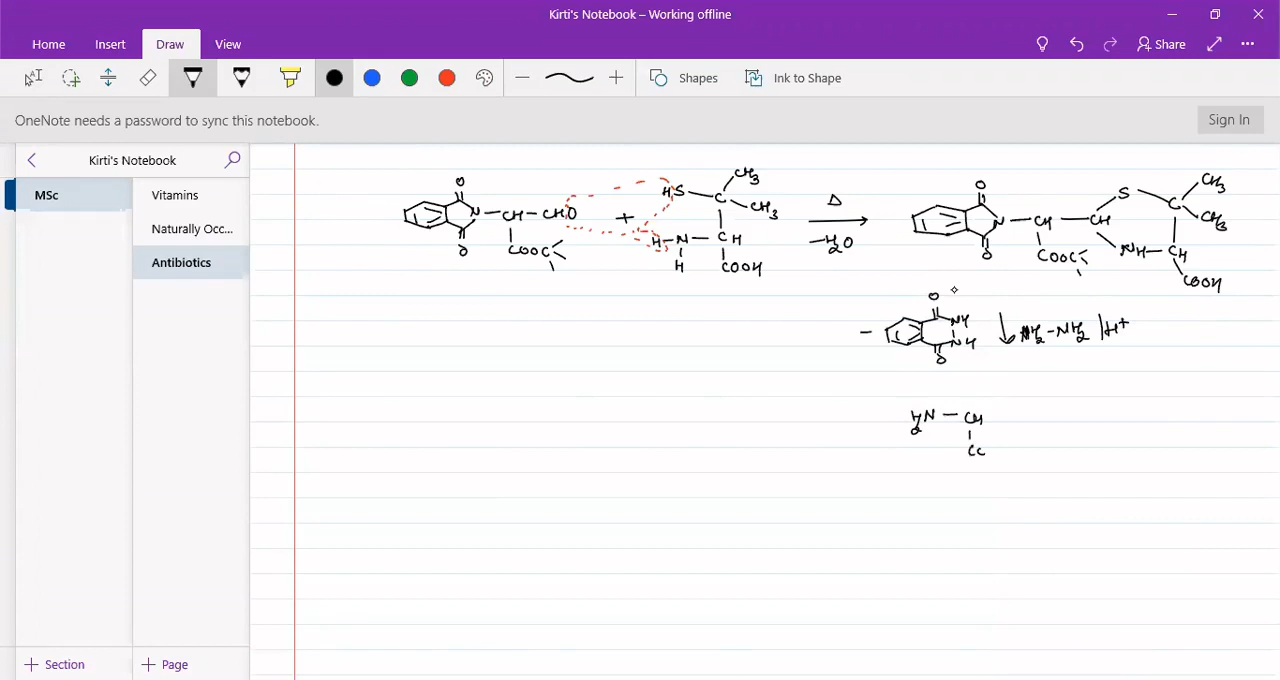 Kirti's Notebook – Working offline
Home Insert Draw View
Share
Shapes Ink to Shape
OneNote needs a password to sync this notebook. Sign In
Kirti's Notebook
MSc
Vitamins
Naturally Occ...
Antibiotics
O
N — CH — CHO
COOC
O
+
HS
C
CH3
CH3
H — N — CH
H
COOH
Δ
-H2O
O
N — CH — CH
COOC
O
S
C
CH3
CH3
NH — CH
COOH
-
O
NH
NH
O
NH2-NH2 | H+
H2N — CH
CC
Section Page